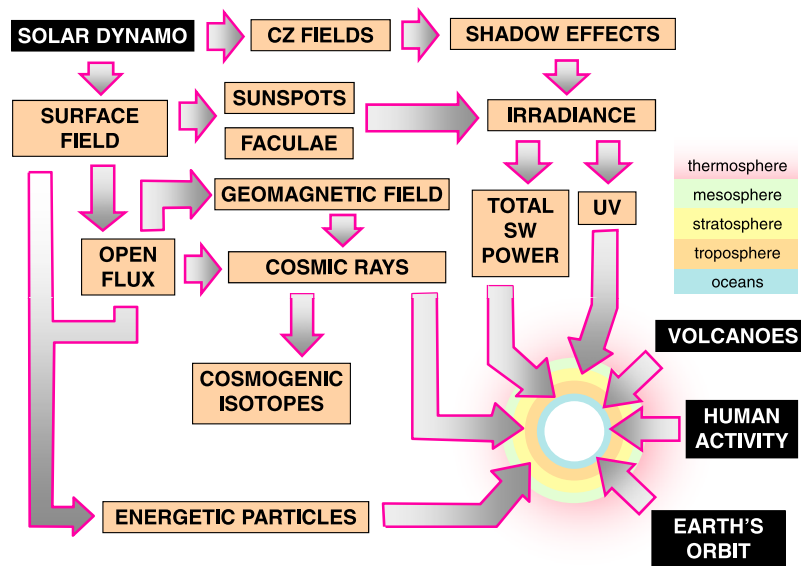 SOLAR DYNAMO
CZ FIELDS
SHADOW EFFECTS
SURFACE
FIELD
SUNSPOTS
FACULAE
IRRADIANCE
GEOMAGNETIC FIELD
TOTAL
SW
POWER
UV
thermosphere
mesosphere
stratosphere
troposphere
oceans
OPEN
FLUX
COSMIC RAYS
COSMOGENIC
ISOTOPES
VOLCANOES
HUMAN
ACTIVITY
ENERGETIC PARTICLES
EARTH'S
ORBIT